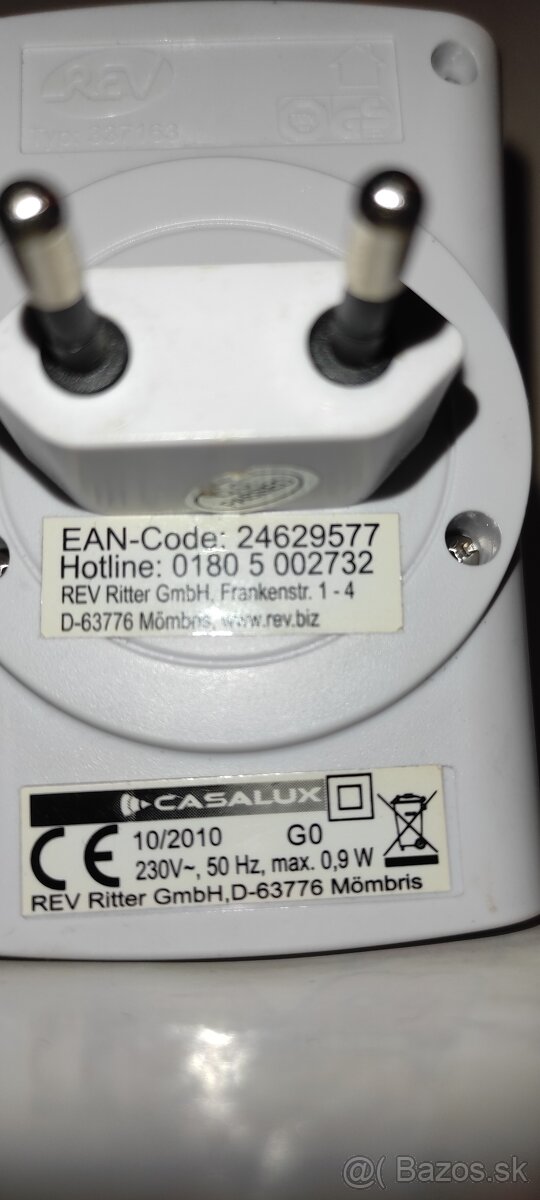 REV
Typ: 337163
EAN-Code: 24629577
Hotline: 0180 5 002732
REV Ritter GmbH, Frankenstr. 1 - 4
D-63776 Mömbris, www.rev.biz
CASALUX
CE 10/2010 G0
230V~, 50 Hz, max. 0,9 W
REV Ritter GmbH,D-63776 Mömbris
@( Bazos.sk